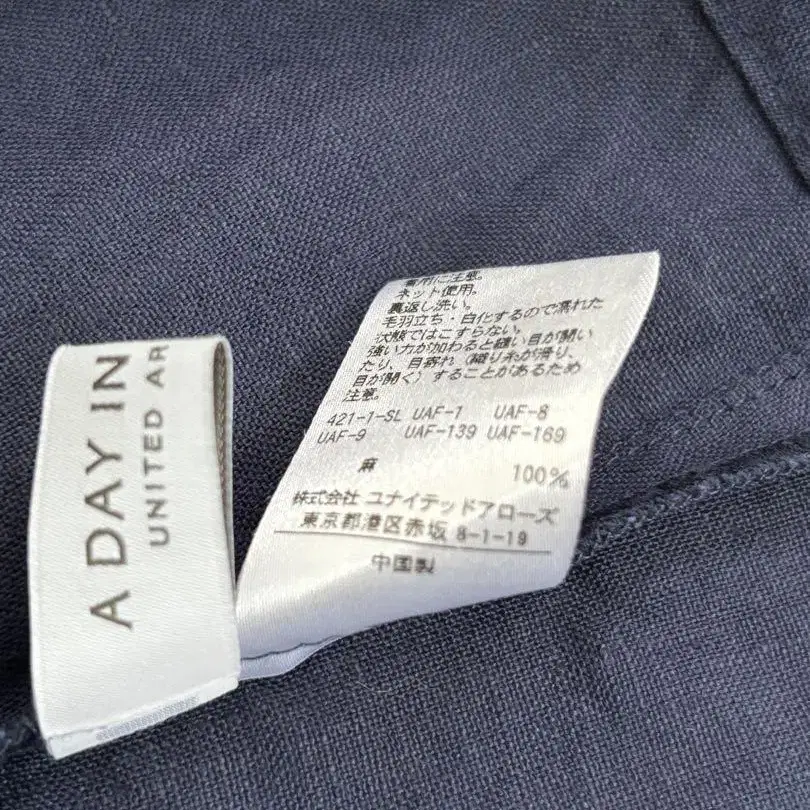 A DAY IN
UNITED AR
着用に注意。
ネット使用。
裏返し洗い。
毛羽立ち・白化するので濡れた
状態ではこすらない。
強い力が加わると縫い目が開い
たり、目寄れ（織り糸が滑り、
目が開く）することがあるため
注意。
421-1-SL UAF-1 UAF-8
UAF-9 UAF-139 UAF-169
麻 100%
株式会社 ユナイテッドアローズ
東京都港区赤坂 8-1-19
中国製